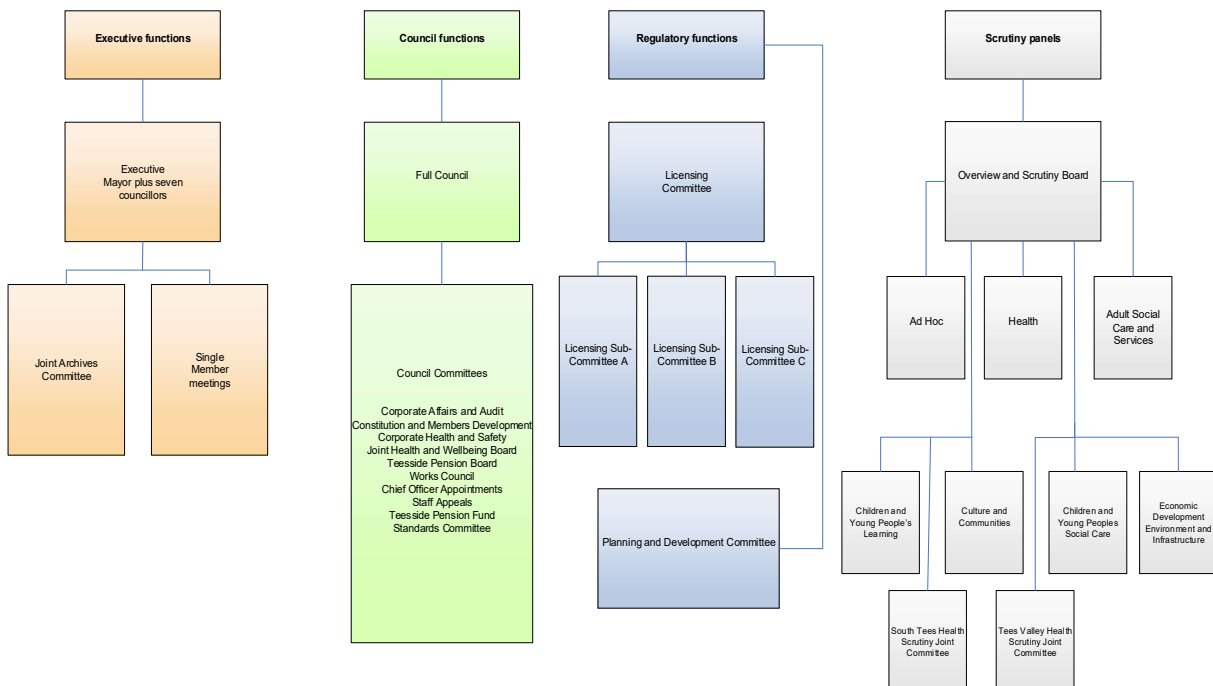 Executive functions
Council functions
Regulatory functions
Scrutiny panels
Executive
Mayor plus seven
councillors
Full Council
Licensing
Committee
Overview and Scrutiny Board
Joint Archives
Committee
Single
Member
meetings
Council Committees
Corporate Affairs and Audit
Constitution and Members Development
Corporate Health and Safety
Joint Health and Wellbeing Board
Teesside Pension Board
Works Council
Chief Officer Appointments
Staff Appeals
Teesside Pension Fund
Standards Committee
Licensing Sub-
Committee A
Licensing Sub-
Committee B
Licensing Sub-
Committee C
Planning and Development Committee
Ad Hoc
Health
Adult Social
Care and
Services
Children and
Young People's
Learning
Culture and
Communities
Children and
Young Peoples
Social Care
Economic
Development
Environment and
Infrastructure
South Tees Health
Scrutiny Joint
Committee
Tees Valley Health
Scrutiny Joint
Committee